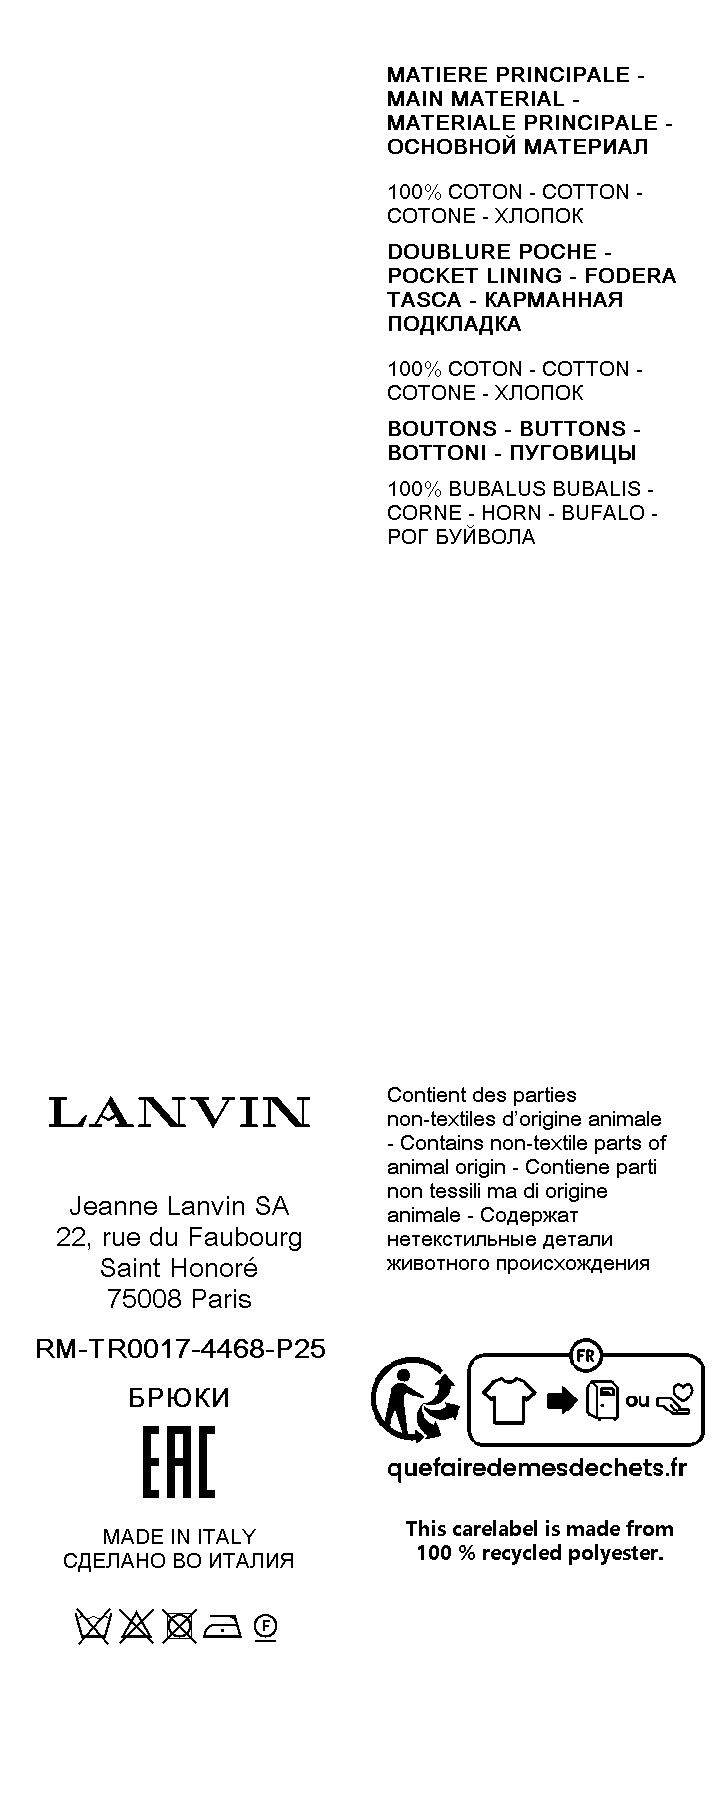 MATIERE PRINCIPALE -
MAIN MATERIAL -
MATERIALE PRINCIPALE -
ОСНОВНОЙ МАТЕРИАЛ
100% COTON - COTTON -
COTONE - ХЛОПОК
DOUBLURE POCHE -
POCKET LINING - FODERA
TASCA - КАРМАННАЯ
ПОДКЛАДКА
100% COTON - COTTON -
COTONE - ХЛОПОК
BOUTONS - BUTTONS -
BOTTONI - ПУГОВИЦЫ
100% BUBALUS BUBALIS -
CORNE - HORN - BUFALO -
РОГ БУЙВОЛА
LANVIN
Jeanne Lanvin SA
22, rue du Faubourg
Saint Honoré
75008 Paris
RM-TR0017-4468-P25
БРЮКИ
EAC
MADE IN ITALY
СДЕЛАНО ВО ИТАЛИЯ
F
Contient des parties
non-textiles d'origine animale
- Contains non-textile parts of
animal origin - Contiene parti
non tessili ma di origine
animale - Содержат
нетекстильные детали
животного происхождения
FR
ou
quefairedemesdechets.fr
This carelabel is made from
100 % recycled polyester.